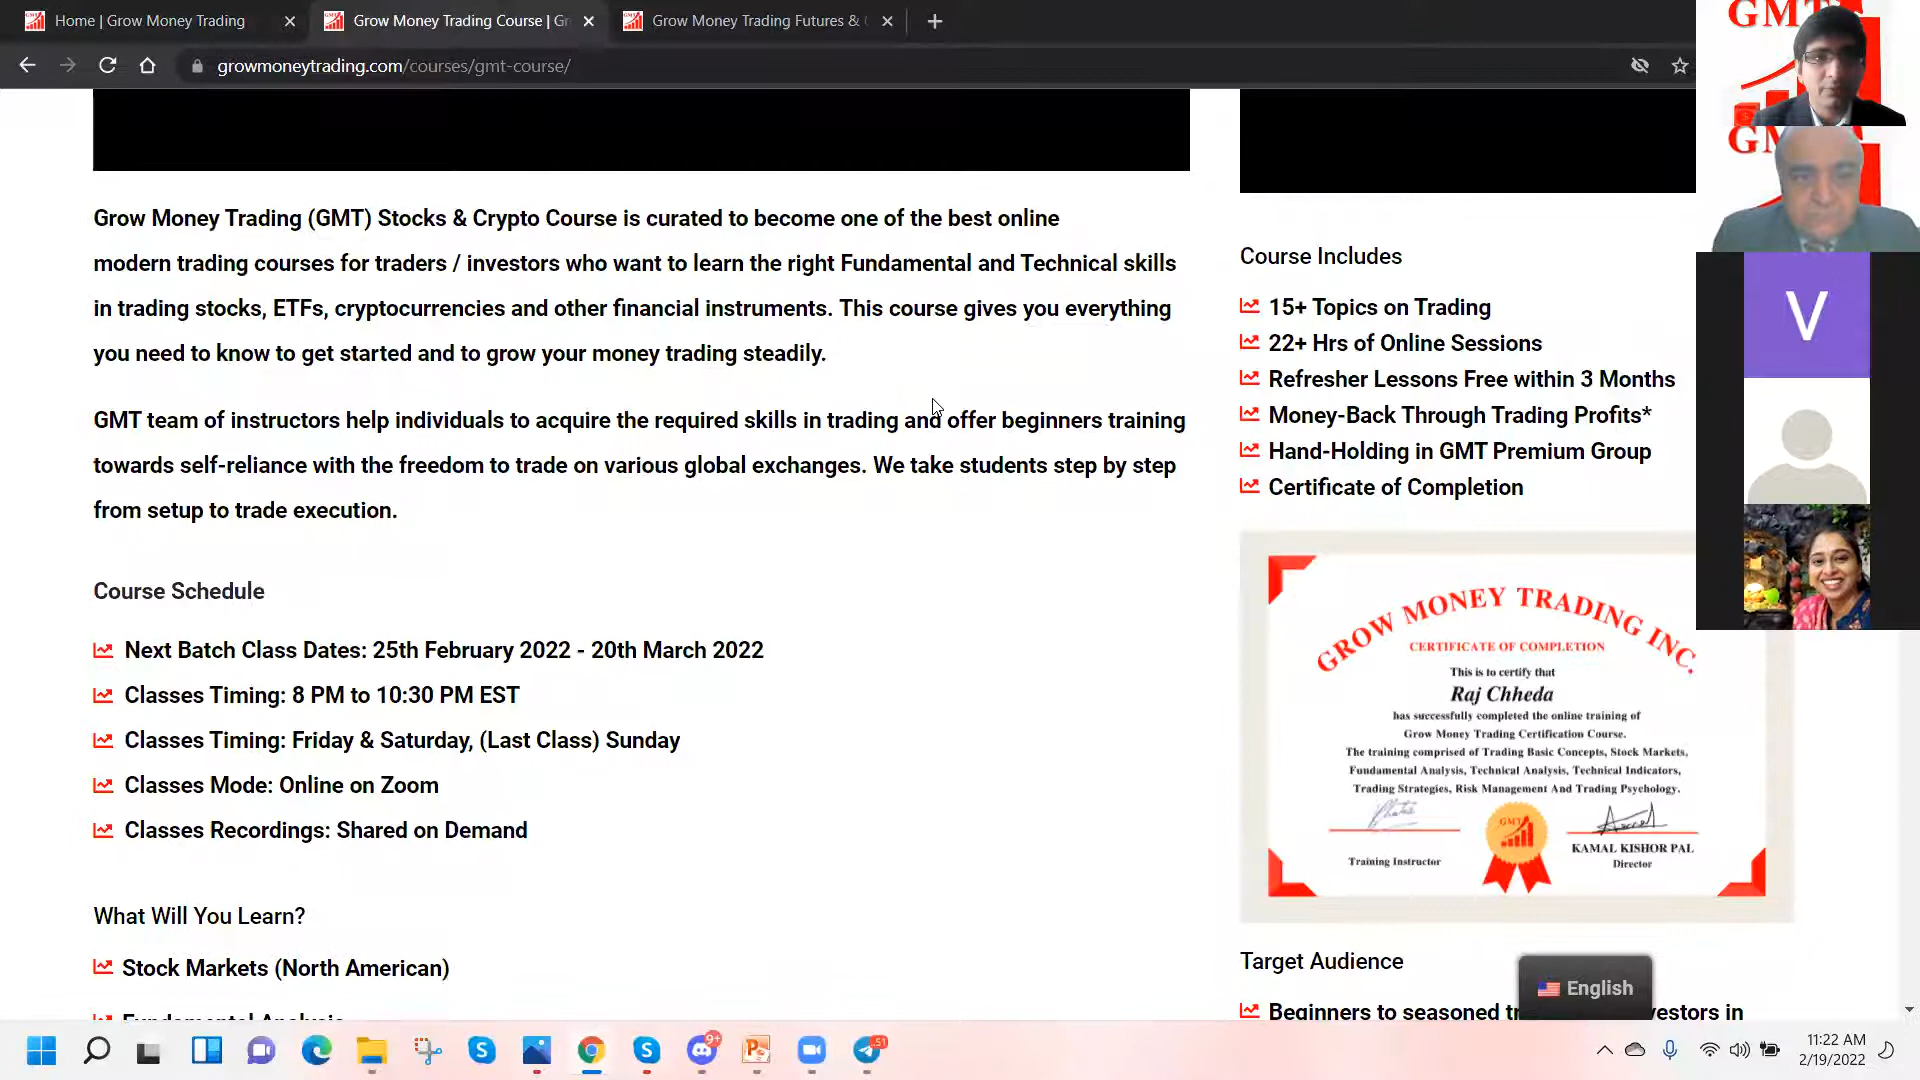 Home | Grow Money Trading
Grow Money Trading Course | Gr
Grow Money Trading Futures &
growmoneytrading.com/courses/gmt-course/
GMT
Grow Money Trading (GMT) Stocks & Crypto Course is curated to become one of the best online
modern trading courses for traders / investors who want to learn the right Fundamental and Technical skills
in trading stocks, ETFs, cryptocurrencies and other financial instruments. This course gives you everything
you need to know to get started and to grow your money trading steadily.
GMT team of instructors help individuals to acquire the required skills in trading and offer beginners training
towards self-reliance with the freedom to trade on various global exchanges. We take students step by step
from setup to trade execution.
Course Schedule
Next Batch Class Dates: 25th February 2022 - 20th March 2022
Classes Timing: 8 PM to 10:30 PM EST
Classes Timing: Friday & Saturday, (Last Class) Sunday
Classes Mode: Online on Zoom
Classes Recordings: Shared on Demand
What Will You Learn?
Stock Markets (North American)
Fundamental Analysis
Course Includes
15+ Topics on Trading
22+ Hrs of Online Sessions
Refresher Lessons Free within 3 Months
Money-Back Through Trading Profits*
Hand-Holding in GMT Premium Group
Certificate of Completion
GROW MONEY TRADING INC.
CERTIFICATE OF COMPLETION
This is to certify that
Raj Chheda
has successfully completed the online training of
Grow Money Trading Certification Course.
The training comprised of Trading Basic Concepts, Stock Markets,
Fundamental Analysis, Technical Analysis, Technical Indicators,
Trading Strategies, Risk Management And Trading Psychology.
GMT
KAMAL KISHOR PAL
Training Instructor
Director
Target Audience
Beginners to seasoned tr
vestors in
English
V
9+
51
11:22 AM
2/19/2022